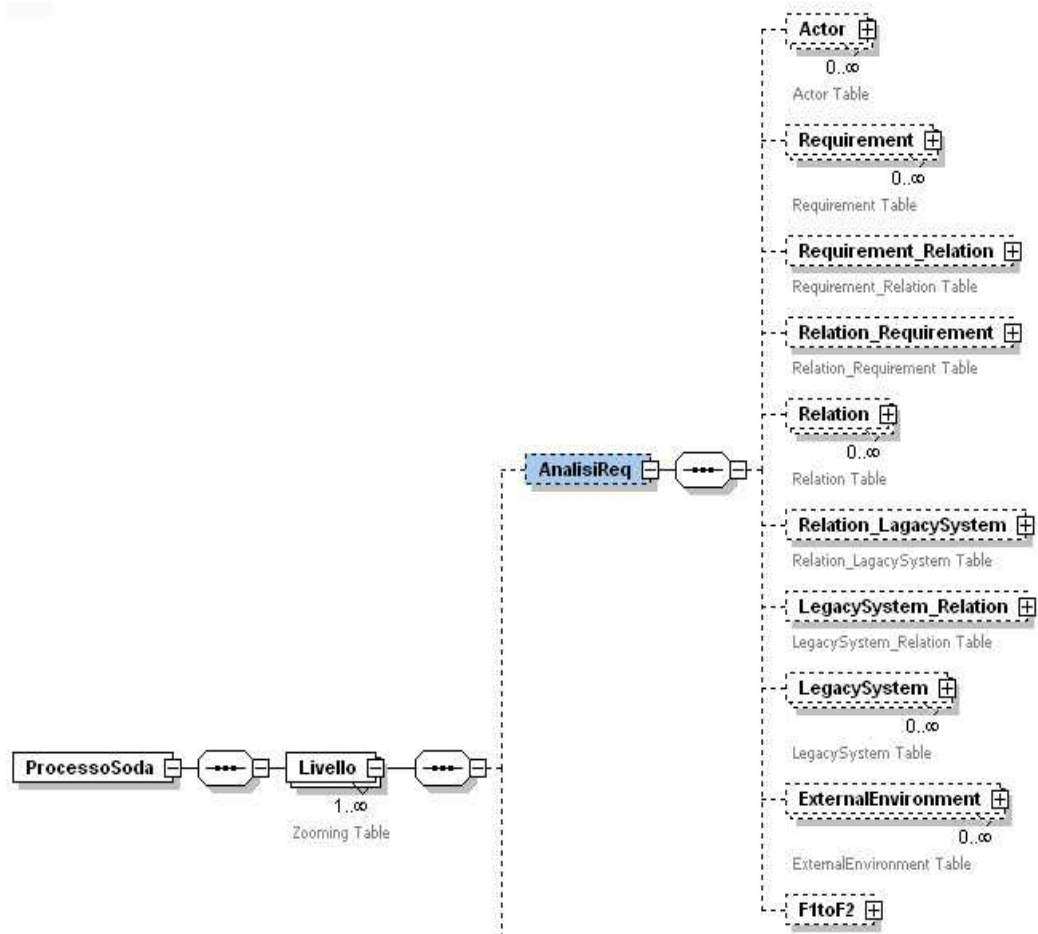 Actor
0..∞
Actor Table
Requirement
0..∞
Requirement Table
Requirement_Relation
Requirement_Relation Table
Relation_Requirement
Relation_Requirement Table
Relation
0..∞
Relation Table
AnalisiReq
Relation_LagacySystem
Relation_LagacySystem Table
LegacySystem_Relation
LegacySystem_Relation Table
LegacySystem
0..∞
LegacySystem Table
ProcessoSoda
Livello
1..∞
Zooming Table
ExternalEnvironment
0..∞
ExternalEnvironment Table
F1toF2